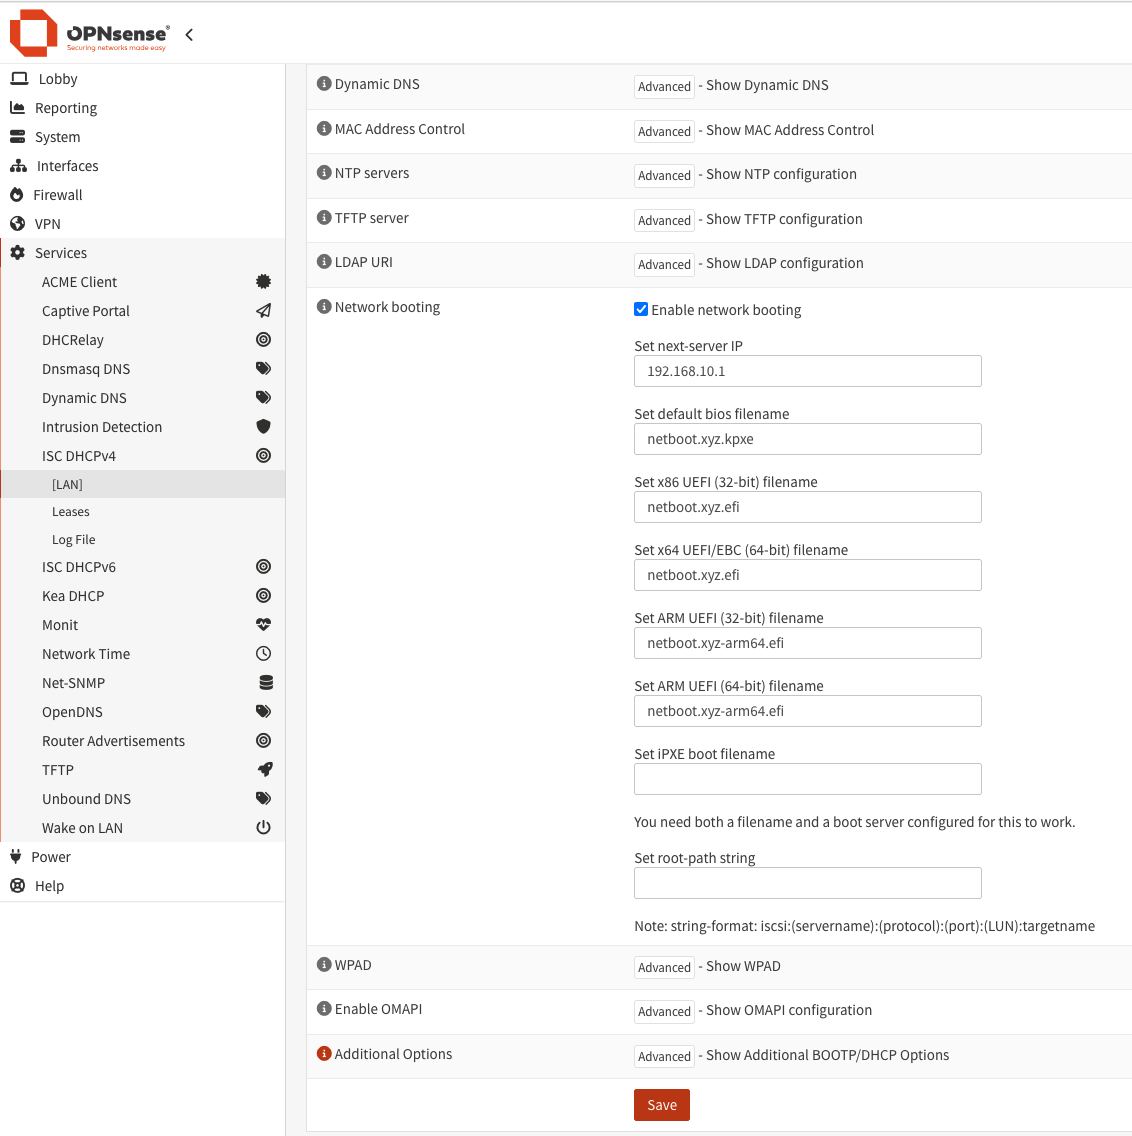 OPNsense®
Securing networks made easy
Lobby
Reporting
System
Interfaces
Firewall
VPN
Services
ACME Client
Captive Portal
DHCRelay
Dnsmasq DNS
Dynamic DNS
Intrusion Detection
ISC DHCPv4
[LAN]
Leases
Log File
ISC DHCPv6
Kea DHCP
Monit
Network Time
Net-SNMP
OpenDNS
Router Advertisements
TFTP
Unbound DNS
Wake on LAN
Power
Help
Dynamic DNS Advanced - Show Dynamic DNS
MAC Address Control Advanced - Show MAC Address Control
NTP servers Advanced - Show NTP configuration
TFTP server Advanced - Show TFTP configuration
LDAP URI Advanced - Show LDAP configuration
Network booting Enable network booting
Set next-server IP
192.168.10.1
Set default bios filename
netboot.xyz.kpxe
Set x86 UEFI (32-bit) filename
netboot.xyz.efi
Set x64 UEFI/EBC (64-bit) filename
netboot.xyz.efi
Set ARM UEFI (32-bit) filename
netboot.xyz-arm64.efi
Set ARM UEFI (64-bit) filename
netboot.xyz-arm64.efi
Set iPXE boot filename
You need both a filename and a boot server configured for this to work.
Set root-path string
Note: string-format: iscsi:(servername):(protocol):(port):(LUN):targetname
WPAD Advanced - Show WPAD
Enable OMAPI Advanced - Show OMAPI configuration
Additional Options Advanced - Show Additional BOOTP/DHCP Options
Save